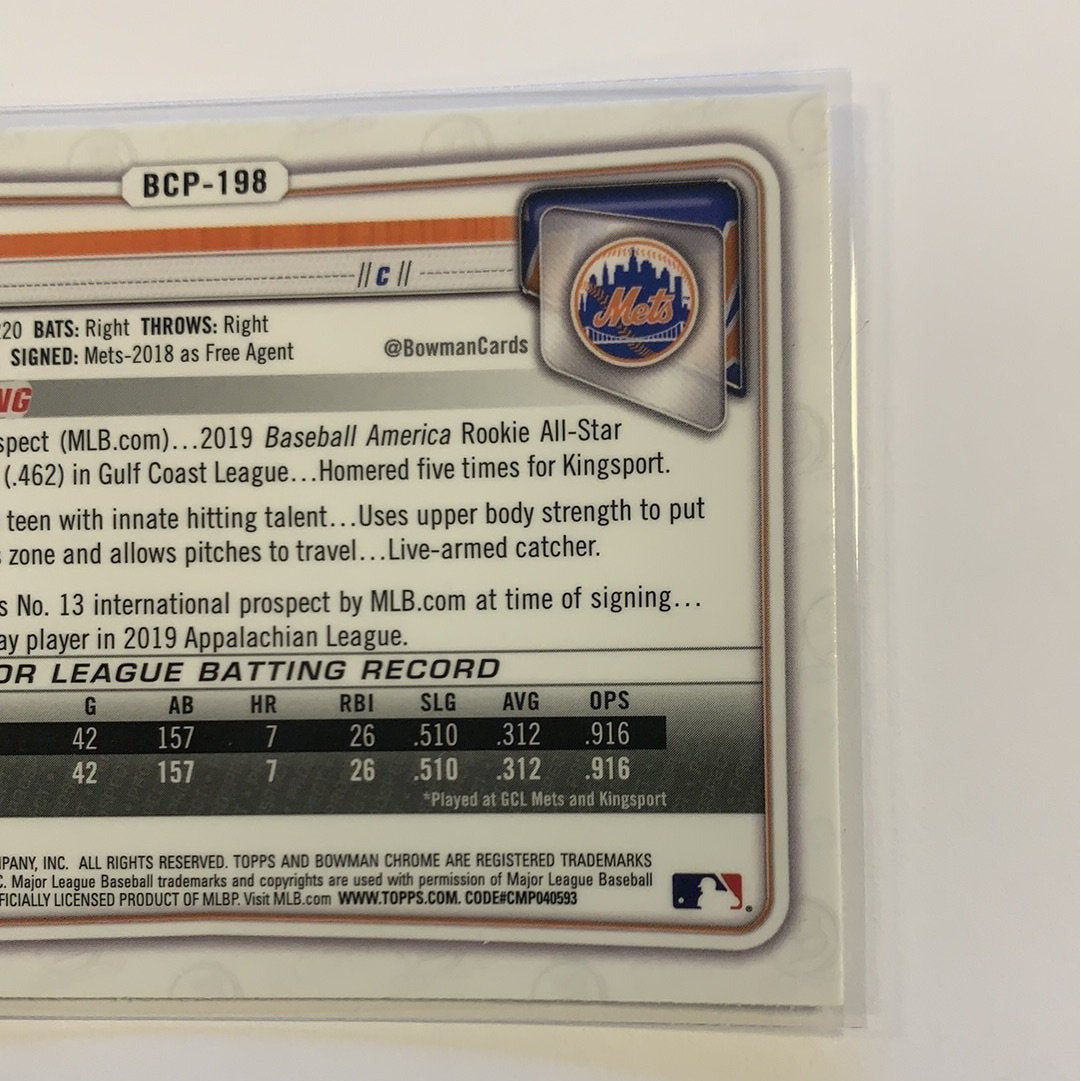 BCP-198
// C //
220 BATS: Right THROWS: Right
SIGNED: Mets-2018 as Free Agent
@BowmanCards
Mets
NG
spect (MLB.com)...2019 Baseball America Rookie All-Star
(.462) in Gulf Coast League...Homered five times for Kingsport.
teen with innate hitting talent...Uses upper body strength to put
zone and allows pitches to travel...Live-armed catcher.
s No. 13 international prospect by MLB.com at time of signing...
ay player in 2019 Appalachian League.
OR LEAGUE BATTING RECORD
G AB HR RBI SLG AVG OPS
42 157 7 26 .510 .312 .916
42 157 7 26 .510 .312 .916
*Played at GCL Mets and Kingsport
PANY, INC. ALL RIGHTS RESERVED. TOPPS AND BOWMAN CHROME ARE REGISTERED TRADEMARKS
C. Major League Baseball trademarks and copyrights are used with permission of Major League Baseball
FICIALLY LICENSED PRODUCT OF MLBP. Visit MLB.com WWW.TOPPS.COM. CODE#CMP040593